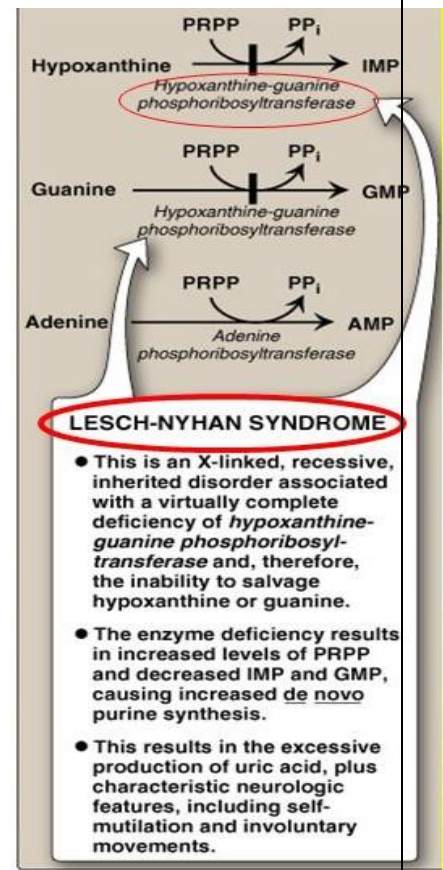 PRPP PPi
Hypoxanthine IMP
Hypoxanthine-guanine
phosphoribosyltransferase
PRPP PPi
Guanine GMP
Hypoxanthine-guanine
phosphoribosyltransferase
PRPP PPi
Adenine AMP
Adenine
phosphoribosyltransferase
LESCH-NYHAN SYNDROME
● This is an X-linked, recessive,
inherited disorder associated
with a virtually complete
deficiency of hypoxanthine-
guanine phosphoribosyl-
transferase and, therefore,
the inability to salvage
hypoxanthine or guanine.
● The enzyme deficiency results
in increased levels of PRPP
and decreased IMP and GMP,
causing increased de novo
purine synthesis.
● This results in the excessive
production of uric acid, plus
characteristic neurologic
features, including self-
mutilation and involuntary
movements.